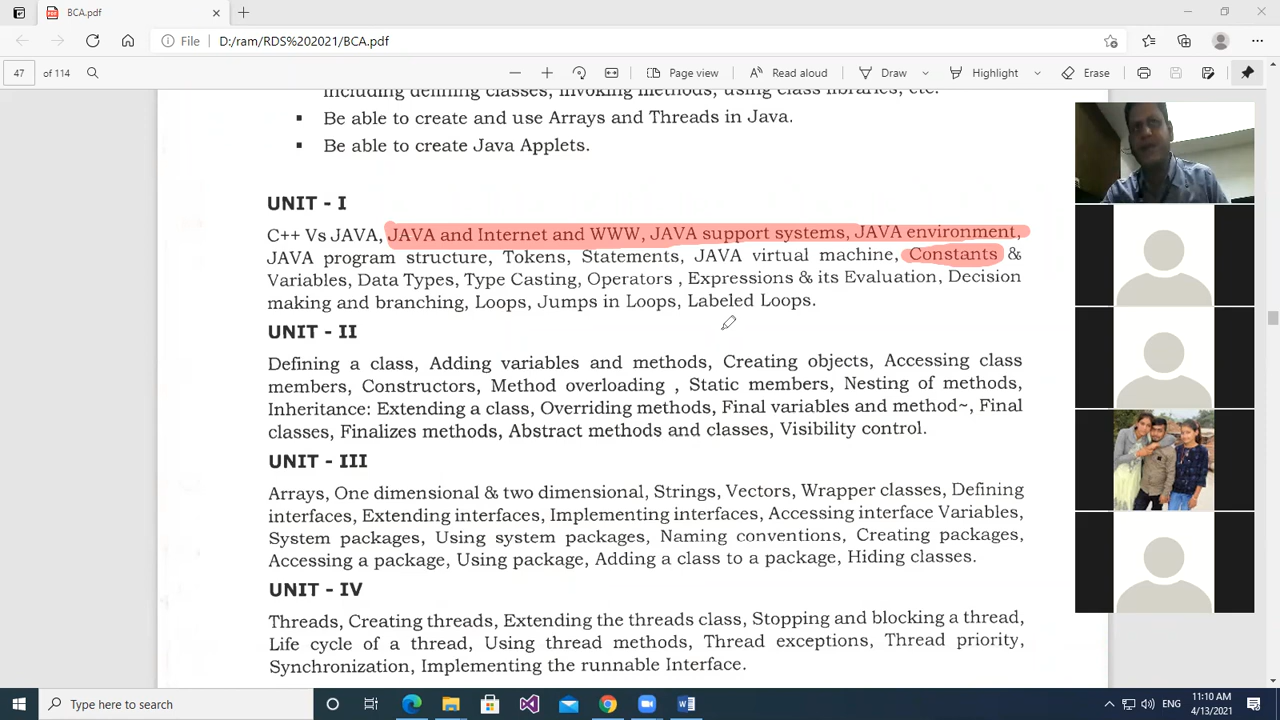 BCA.pdf
File
D:/ram/RDS%202021/BCA.pdf
47
of 114
Page view
Read aloud
Draw
Highlight
Erase
including defining classes, invoking methods, using class libraries, etc.
▪ Be able to create and use Arrays and Threads in Java.
▪ Be able to create Java Applets.
UNIT - I
C++ Vs JAVA, JAVA and Internet and WWW, JAVA support systems, JAVA environment,
JAVA program structure, Tokens, Statements, JAVA virtual machine, Constants &
Variables, Data Types, Type Casting, Operators , Expressions & its Evaluation, Decision
making and branching, Loops, Jumps in Loops, Labeled Loops.
UNIT - II
Defining a class, Adding variables and methods, Creating objects, Accessing class
members, Constructors, Method overloading , Static members, Nesting of methods,
Inheritance: Extending a class, Overriding methods, Final variables and method~, Final
classes, Finalizes methods, Abstract methods and classes, Visibility control.
UNIT - III
Arrays, One dimensional & two dimensional, Strings, Vectors, Wrapper classes, Defining
interfaces, Extending interfaces, Implementing interfaces, Accessing interface Variables,
System packages, Using system packages, Naming conventions, Creating packages,
Accessing a package, Using package, Adding a class to a package, Hiding classes.
UNIT - IV
Threads, Creating threads, Extending the threads class, Stopping and blocking a thread,
Life cycle of a thread, Using thread methods, Thread exceptions, Thread priority,
Synchronization, Implementing the runnable Interface.
Type here to search
ENG
11:10 AM
4/13/2021